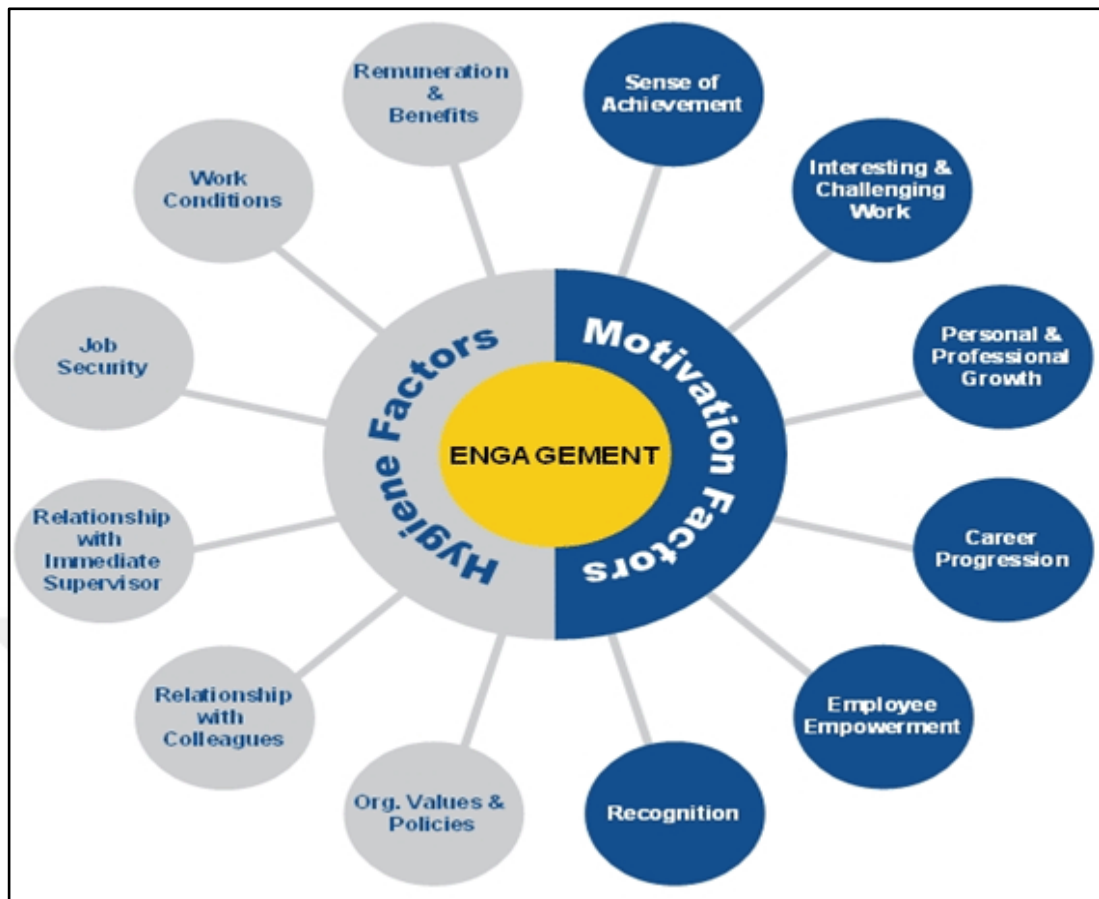 Remuneration
&
Benefits
Sense of
Achievement
Work
Conditions
Interesting &
Challenging
Work
Job
Security
Personal &
Professional
Growth
Hygiene Factors
Motivation Factors
ENGAGEMENT
Relationship
with
Immediate
Supervisor
Career
Progression
Relationship
with
Colleagues
Employee
Empowerment
Org. Values &
Policies
Recognition